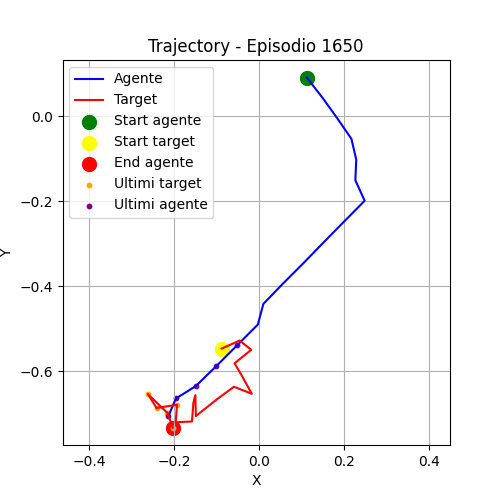 Trajectory - Episodio 1650
Agente
Target
Start agente
Start target
End agente
Ultimi target
Ultimi agente
Y
0.0
−0.2
−0.4
−0.6
−0.4
−0.2
0.0
0.2
0.4
X